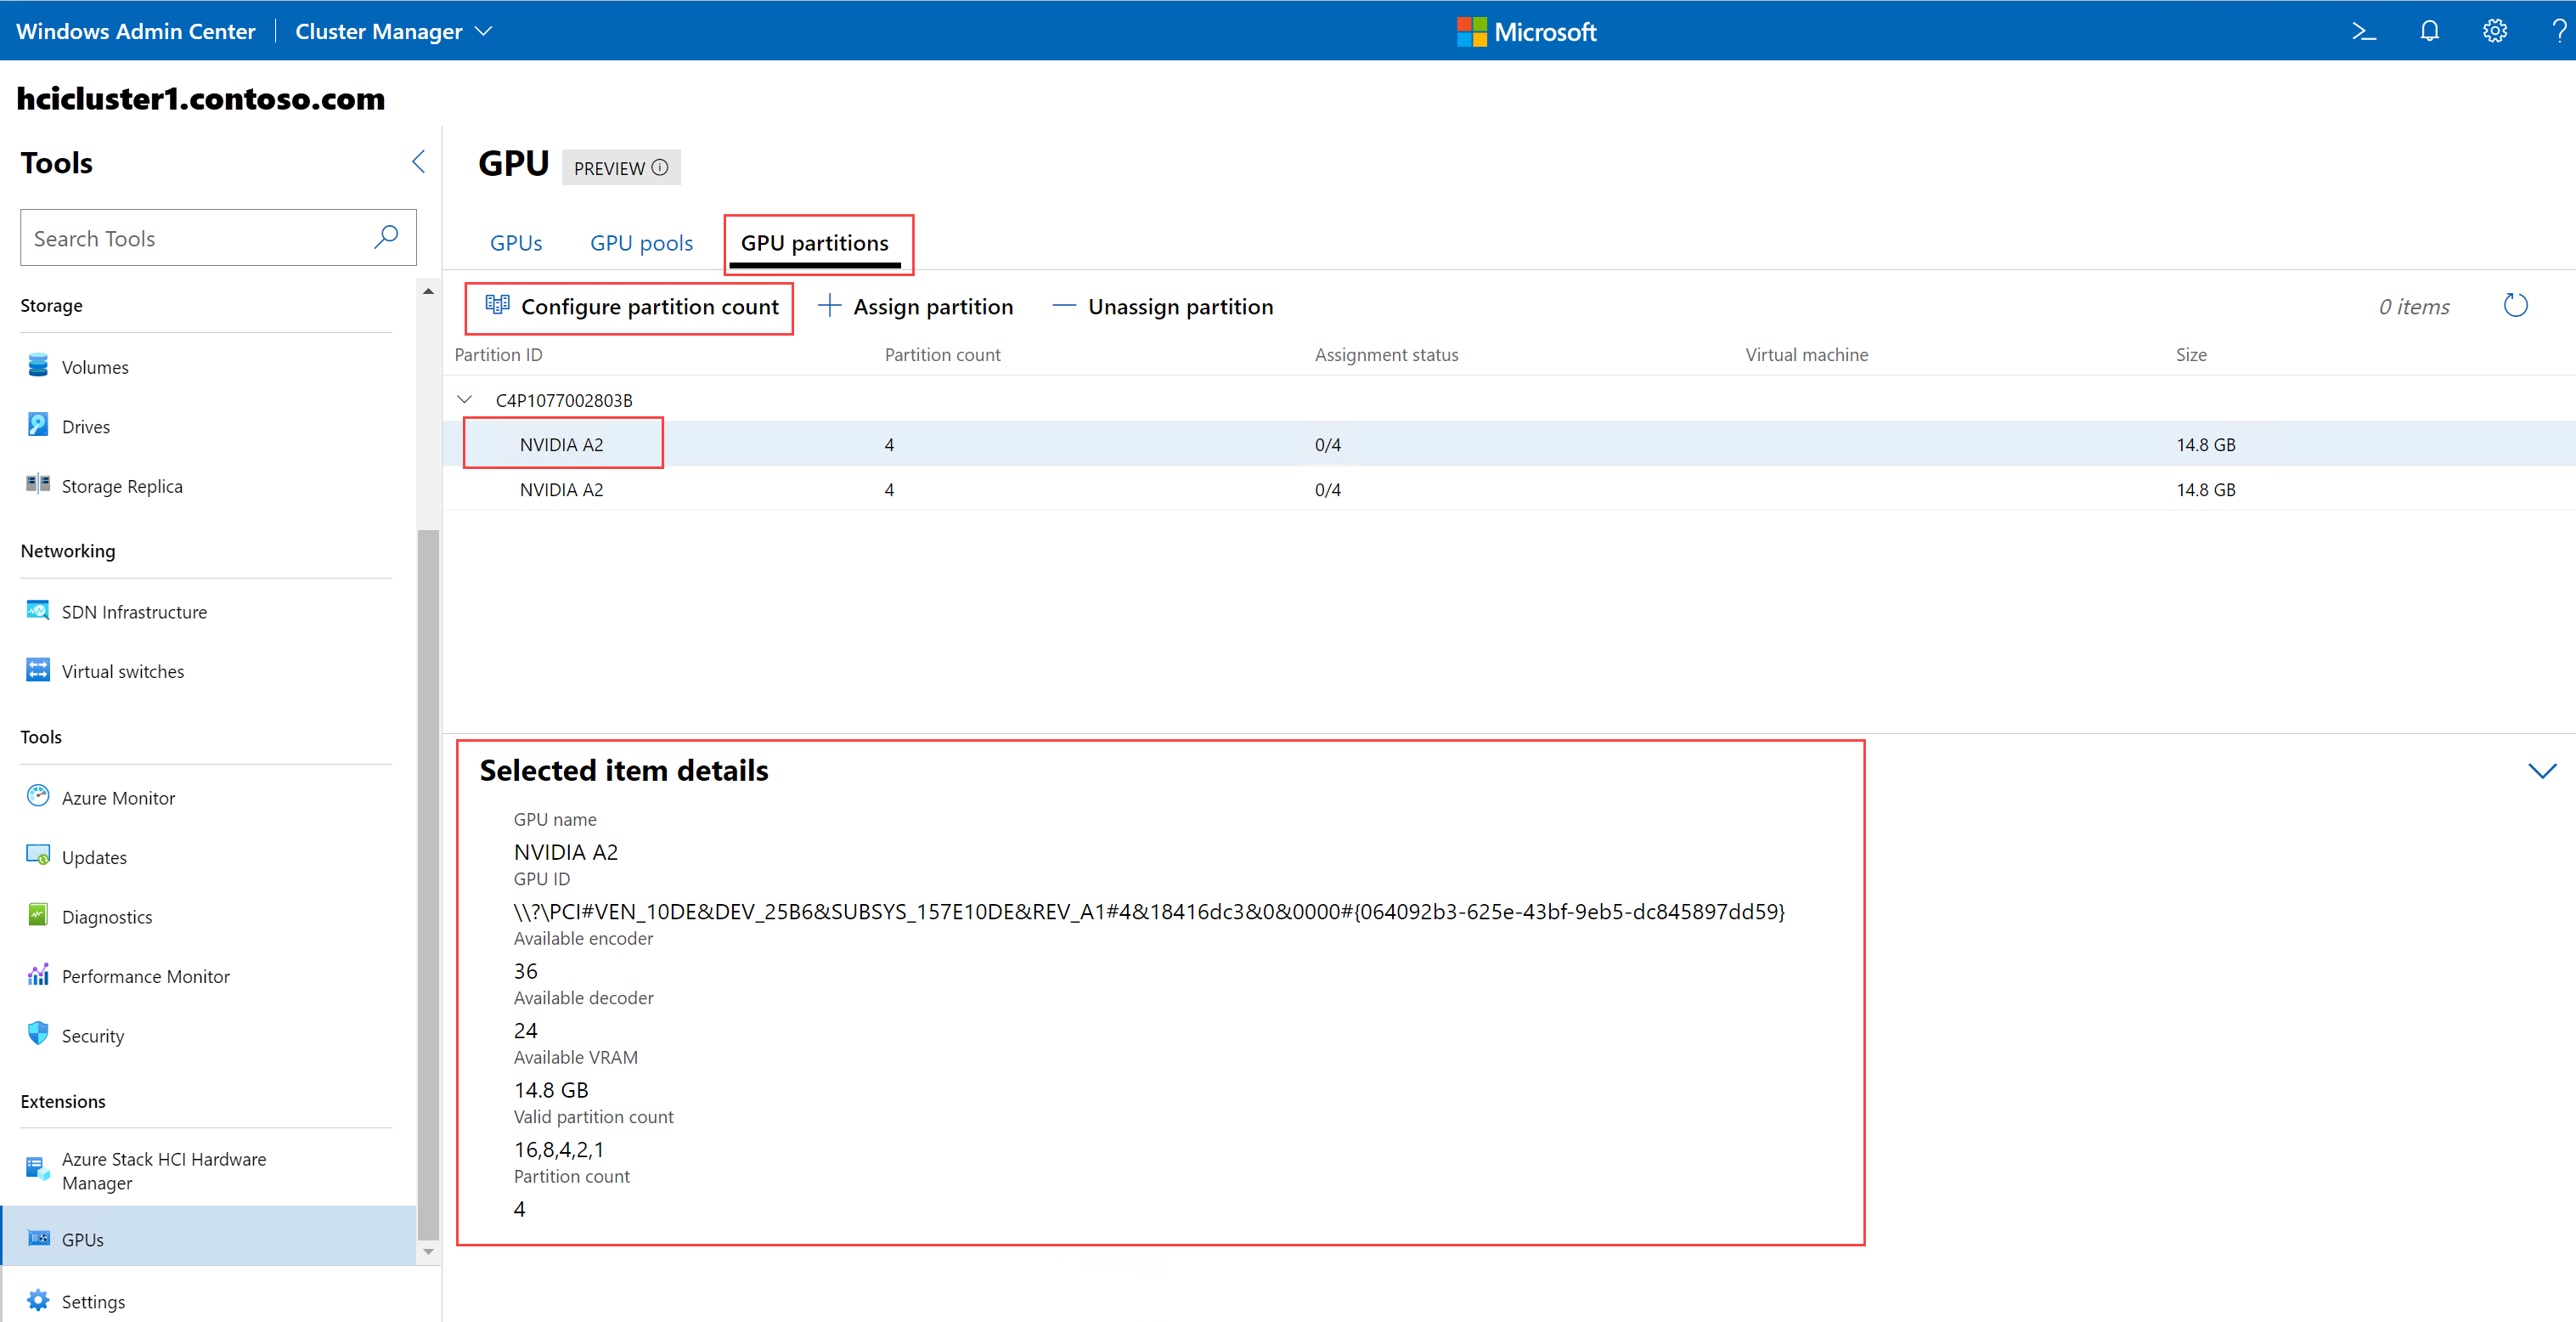 Windows Admin Center
Cluster Manager
Microsoft
hcicluster1.contoso.com
Tools
Search Tools
Storage
Volumes
Drives
Storage Replica
Networking
SDN Infrastructure
Virtual switches
Tools
Azure Monitor
Updates
Diagnostics
Performance Monitor
Security
Extensions
Azure Stack HCI Hardware
Manager
GPUs
Settings
GPU PREVIEW
GPUs GPU pools GPU partitions
Configure partition count Assign partition Unassign partition 0 items
Partition ID Partition count Assignment status Virtual machine Size
C4P1077002803B
NVIDIA A2 4 0/4 14.8 GB
NVIDIA A2 4 0/4 14.8 GB
Selected item details
GPU name
NVIDIA A2
GPU ID
\\?\PCI#VEN_10DE&DEV_25B6&SUBSYS_157E10DE&REV_A1#4&18416dc3&0&0000#{064092b3-625e-43bf-9eb5-dc845897dd59}
Available encoder
36
Available decoder
24
Available VRAM
14.8 GB
Valid partition count
16,8,4,2,1
Partition count
4